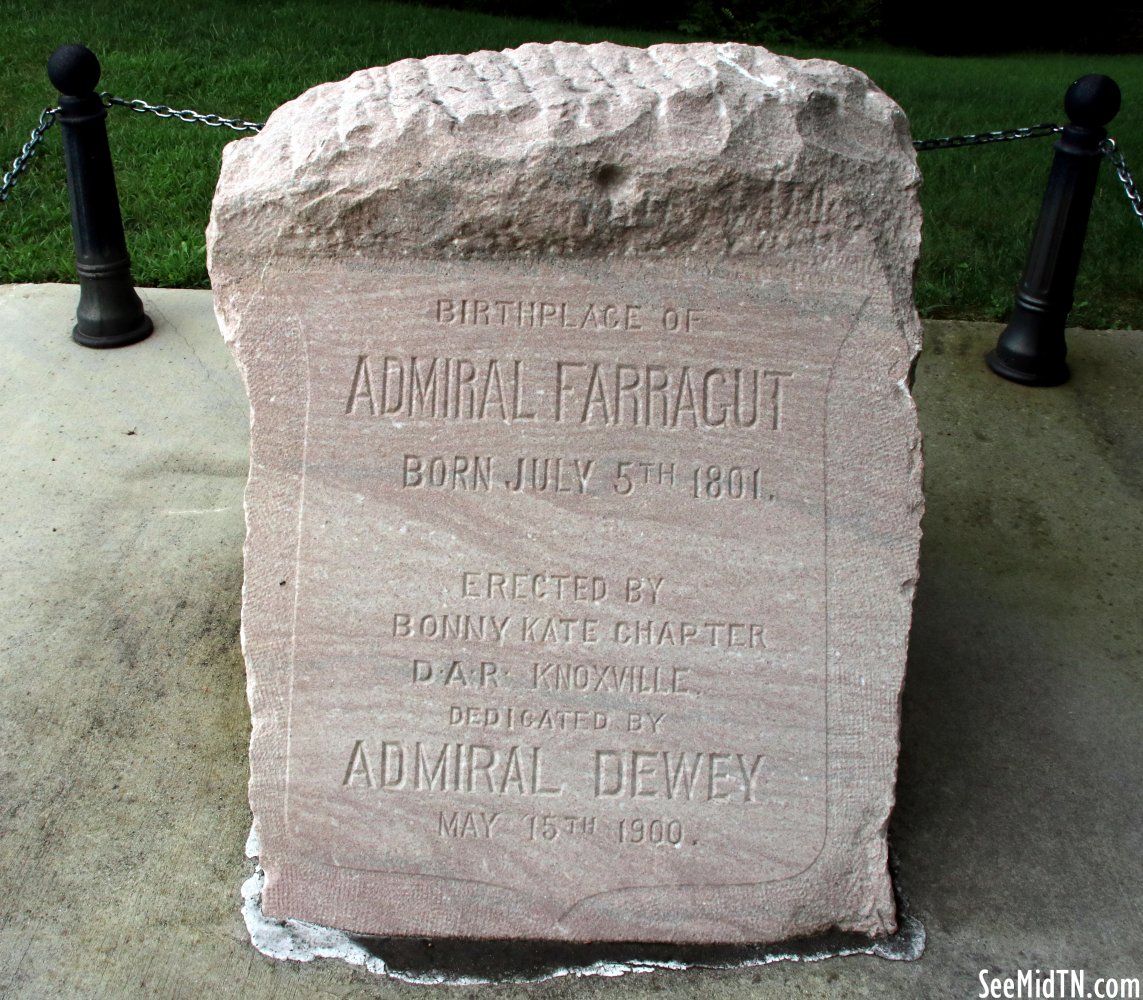 BIRTHPLACE OF
ADMIRAL FARRAGUT
BORN JULY 5TH 1801.
ERECTED BY
BONNY KATE CHAPTER
D·A·R· KNOXVILLE.
DEDICATED BY
ADMIRAL DEWEY
MAY 15TH 1900.
SeeMidTN.com